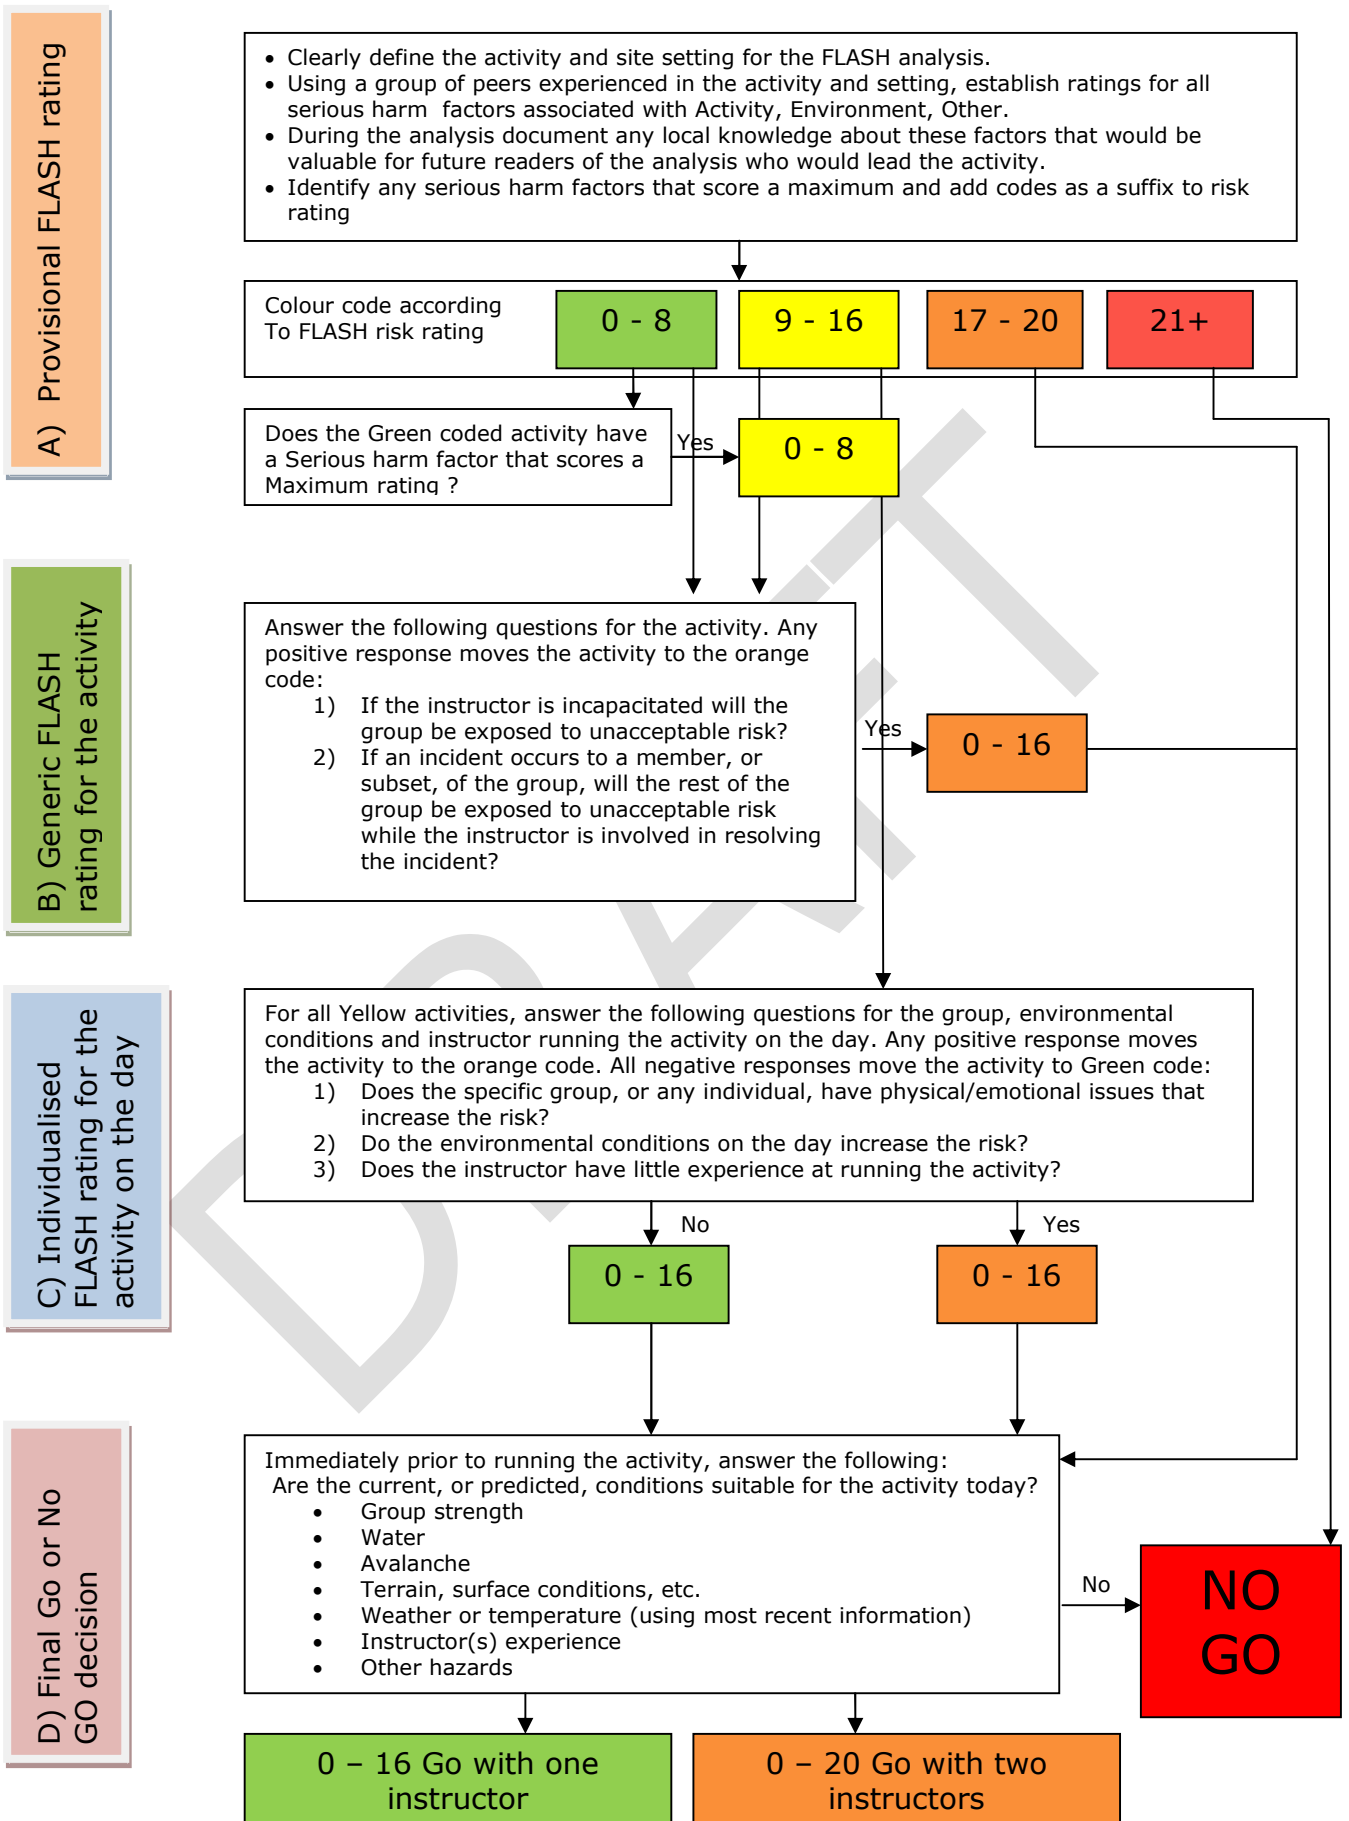 A) Provisional FLASH rating
• Clearly define the activity and site setting for the FLASH analysis.
• Using a group of peers experienced in the activity and setting, establish ratings for all
serious harm factors associated with Activity, Environment, Other.
• During the analysis document any local knowledge about these factors that would be
valuable for future readers of the analysis who would lead the activity.
• Identify any serious harm factors that score a maximum and add codes as a suffix to risk
rating
Colour code according
To FLASH risk rating
0 - 8
9 - 16
17 - 20
21+
Does the Green coded activity have
a Serious harm factor that scores a
Maximum rating ?
Yes
0 - 8
B) Generic FLASH
rating for the activity
Answer the following questions for the activity. Any
positive response moves the activity to the orange
code:
1) If the instructor is incapacitated will the
group be exposed to unacceptable risk?
2) If an incident occurs to a member, or
subset, of the group, will the rest of the
group be exposed to unacceptable risk
while the instructor is involved in resolving
the incident?
Yes
0 - 16
C) Individualised
FLASH rating for the
activity on the day
For all Yellow activities, answer the following questions for the group, environmental
conditions and instructor running the activity on the day. Any positive response moves
the activity to the orange code. All negative responses move the activity to Green code:
1) Does the specific group, or any individual, have physical/emotional issues that
increase the risk?
2) Do the environmental conditions on the day increase the risk?
3) Does the instructor have little experience at running the activity?
No
Yes
0 - 16
0 - 16
D) Final Go or No
GO decision
Immediately prior to running the activity, answer the following:
Are the current, or predicted, conditions suitable for the activity today?
• Group strength
• Water
• Avalanche
• Terrain, surface conditions, etc.
• Weather or temperature (using most recent information)
• Instructor(s) experience
• Other hazards
No
NO
GO
0 – 16 Go with one
instructor
0 – 20 Go with two
instructors
DRAFT